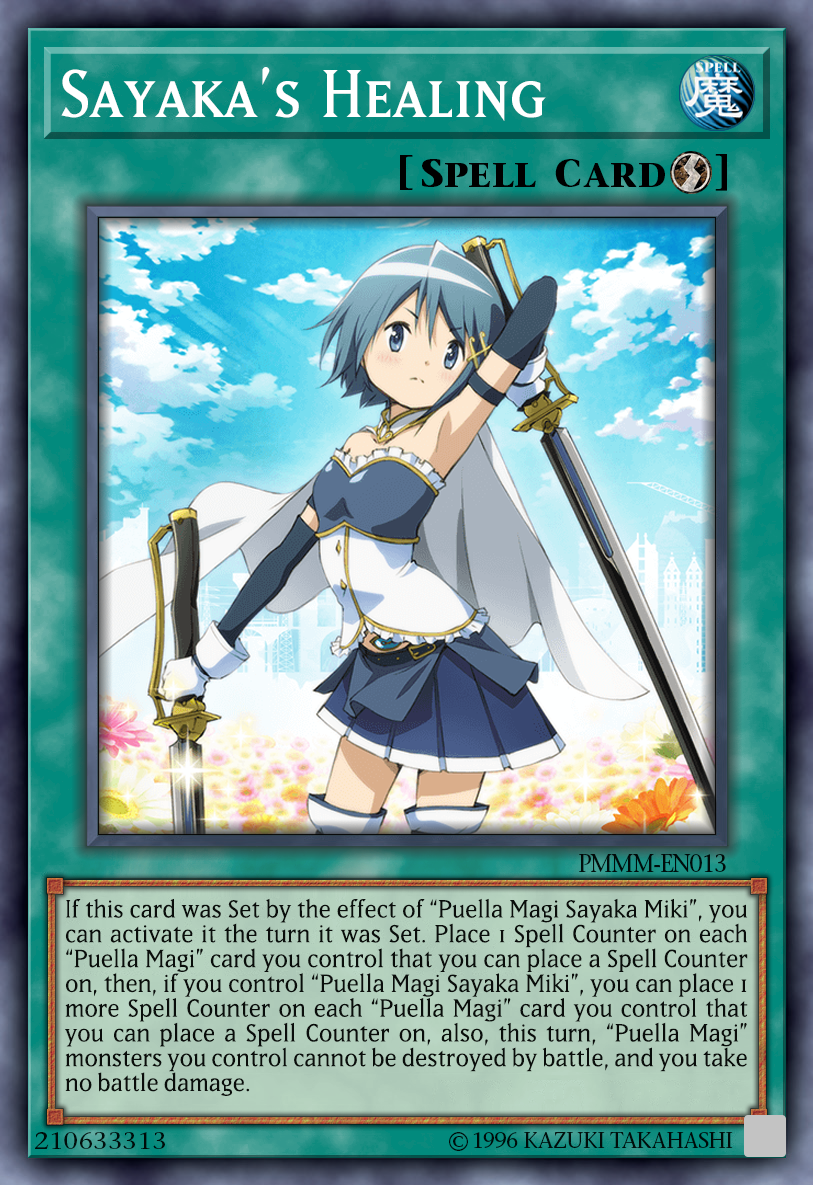 Sayaka's Healing
SPELL
魔
[Spell Card]
PMMM-EN013
If this card was Set by the effect of “Puella Magi Sayaka Miki”, you
can activate it the turn it was Set. Place 1 Spell Counter on each
“Puella Magi” card you control that you can place a Spell Counter
on, then, if you control “Puella Magi Sayaka Miki”, you can place 1
more Spell Counter on each “Puella Magi” card you control that
you can place a Spell Counter on, also, this turn, “Puella Magi”
monsters you control cannot be destroyed by battle, and you take
no battle damage.
210633313
© 1996 KAZUKI TAKAHASHI